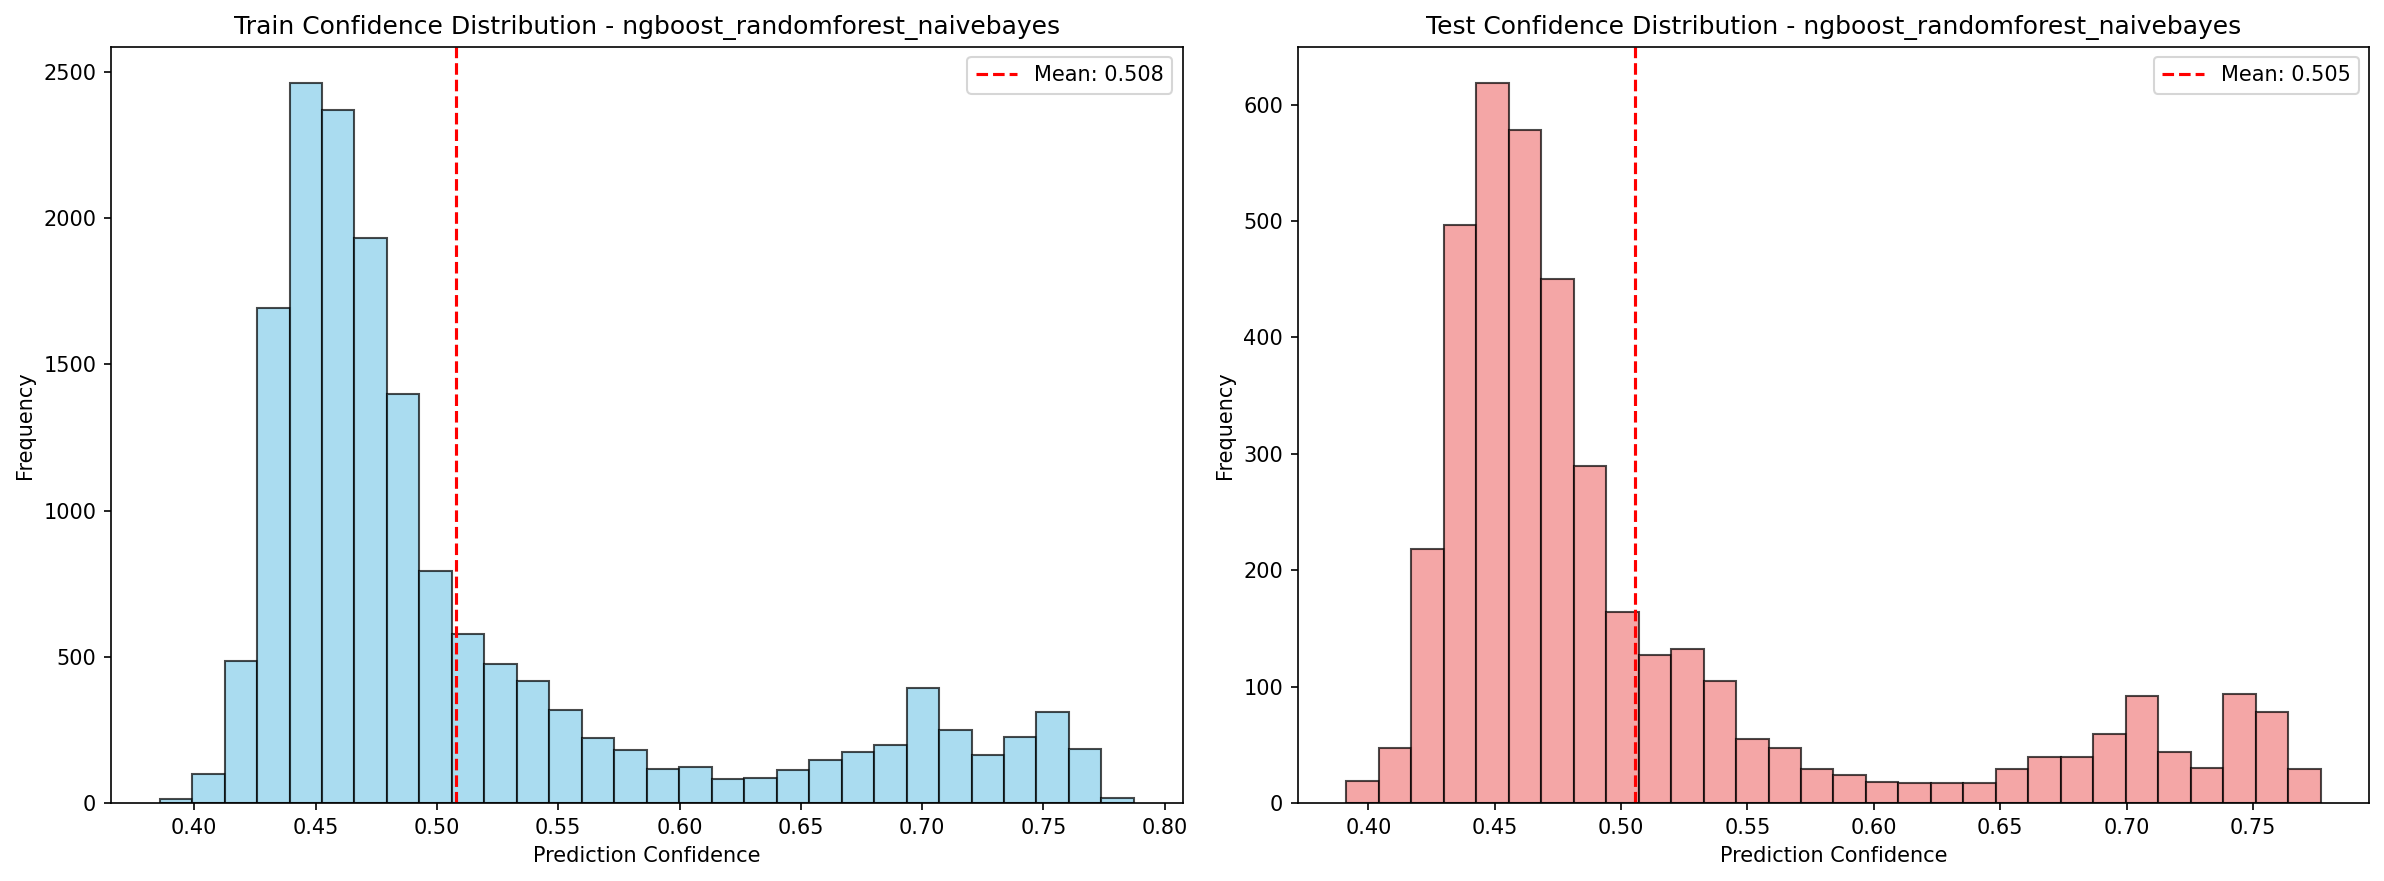 Train Confidence Distribution - ngboost_randomforest_naivebayes
Mean: 0.508
2500
2000
1500
1000
500
0
Frequency
0.40 0.45 0.50 0.55 0.60 0.65 0.70 0.75 0.80
Prediction Confidence
Test Confidence Distribution - ngboost_randomforest_naivebayes
Mean: 0.505
600
500
400
300
200
100
0
Frequency
0.40 0.45 0.50 0.55 0.60 0.65 0.70 0.75
Prediction Confidence